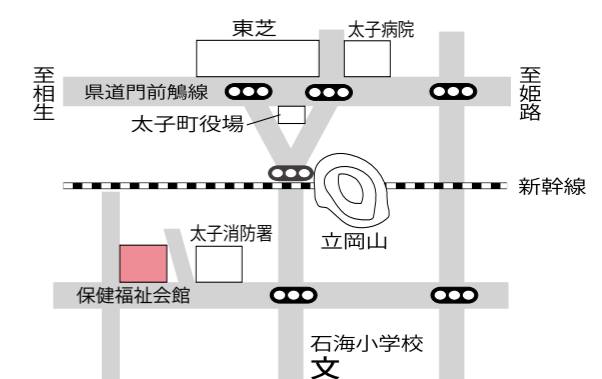 東芝
太子病院
至相生
県道門前鵤線
至姫路
太子町役場
新幹線
立岡山
太子消防署
保健福祉会館
石海小学校
文